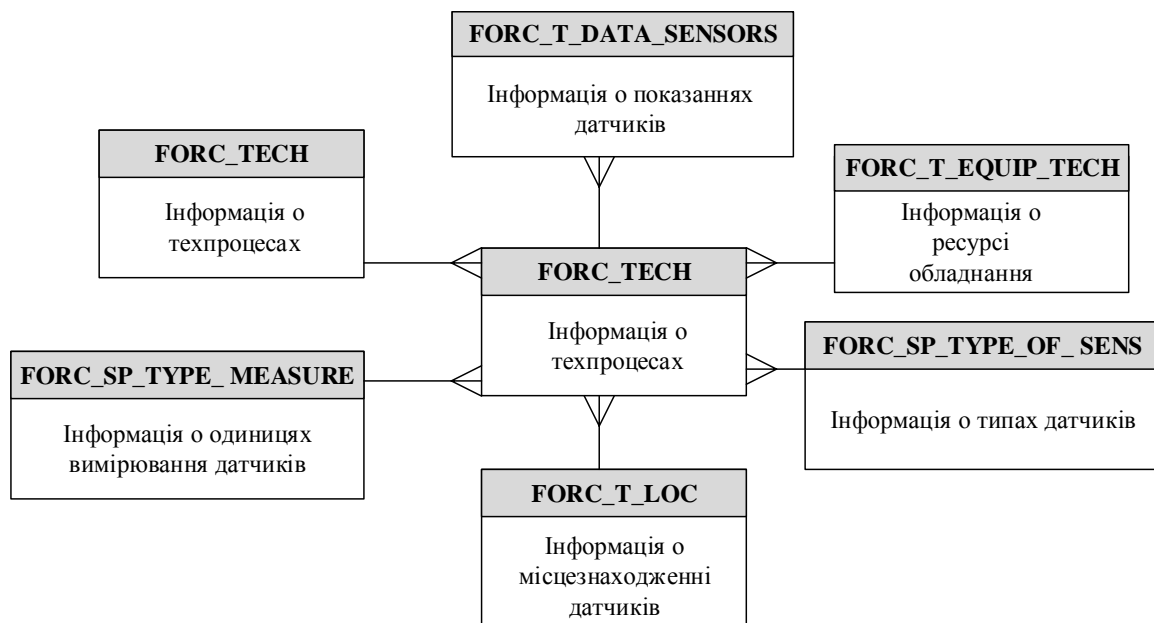 FORC_T_DATA_SENSORS
Інформація о показаннях
датчиків
FORC_TECH
Інформація о
техпроцесах
FORC_T_EQUIP_TECH
Інформація о
ресурсі
обладнання
FORC_TECH
Інформація о
техпроцесах
FORC_SP_TYPE_ MEASURE
Інформація о одиницях
вимірювання датчиків
FORC_SP_TYPE_OF_ SENS
Інформація о типах датчиків
FORC_T_LOC
Інформація о
місцезнаходженні
датчиків